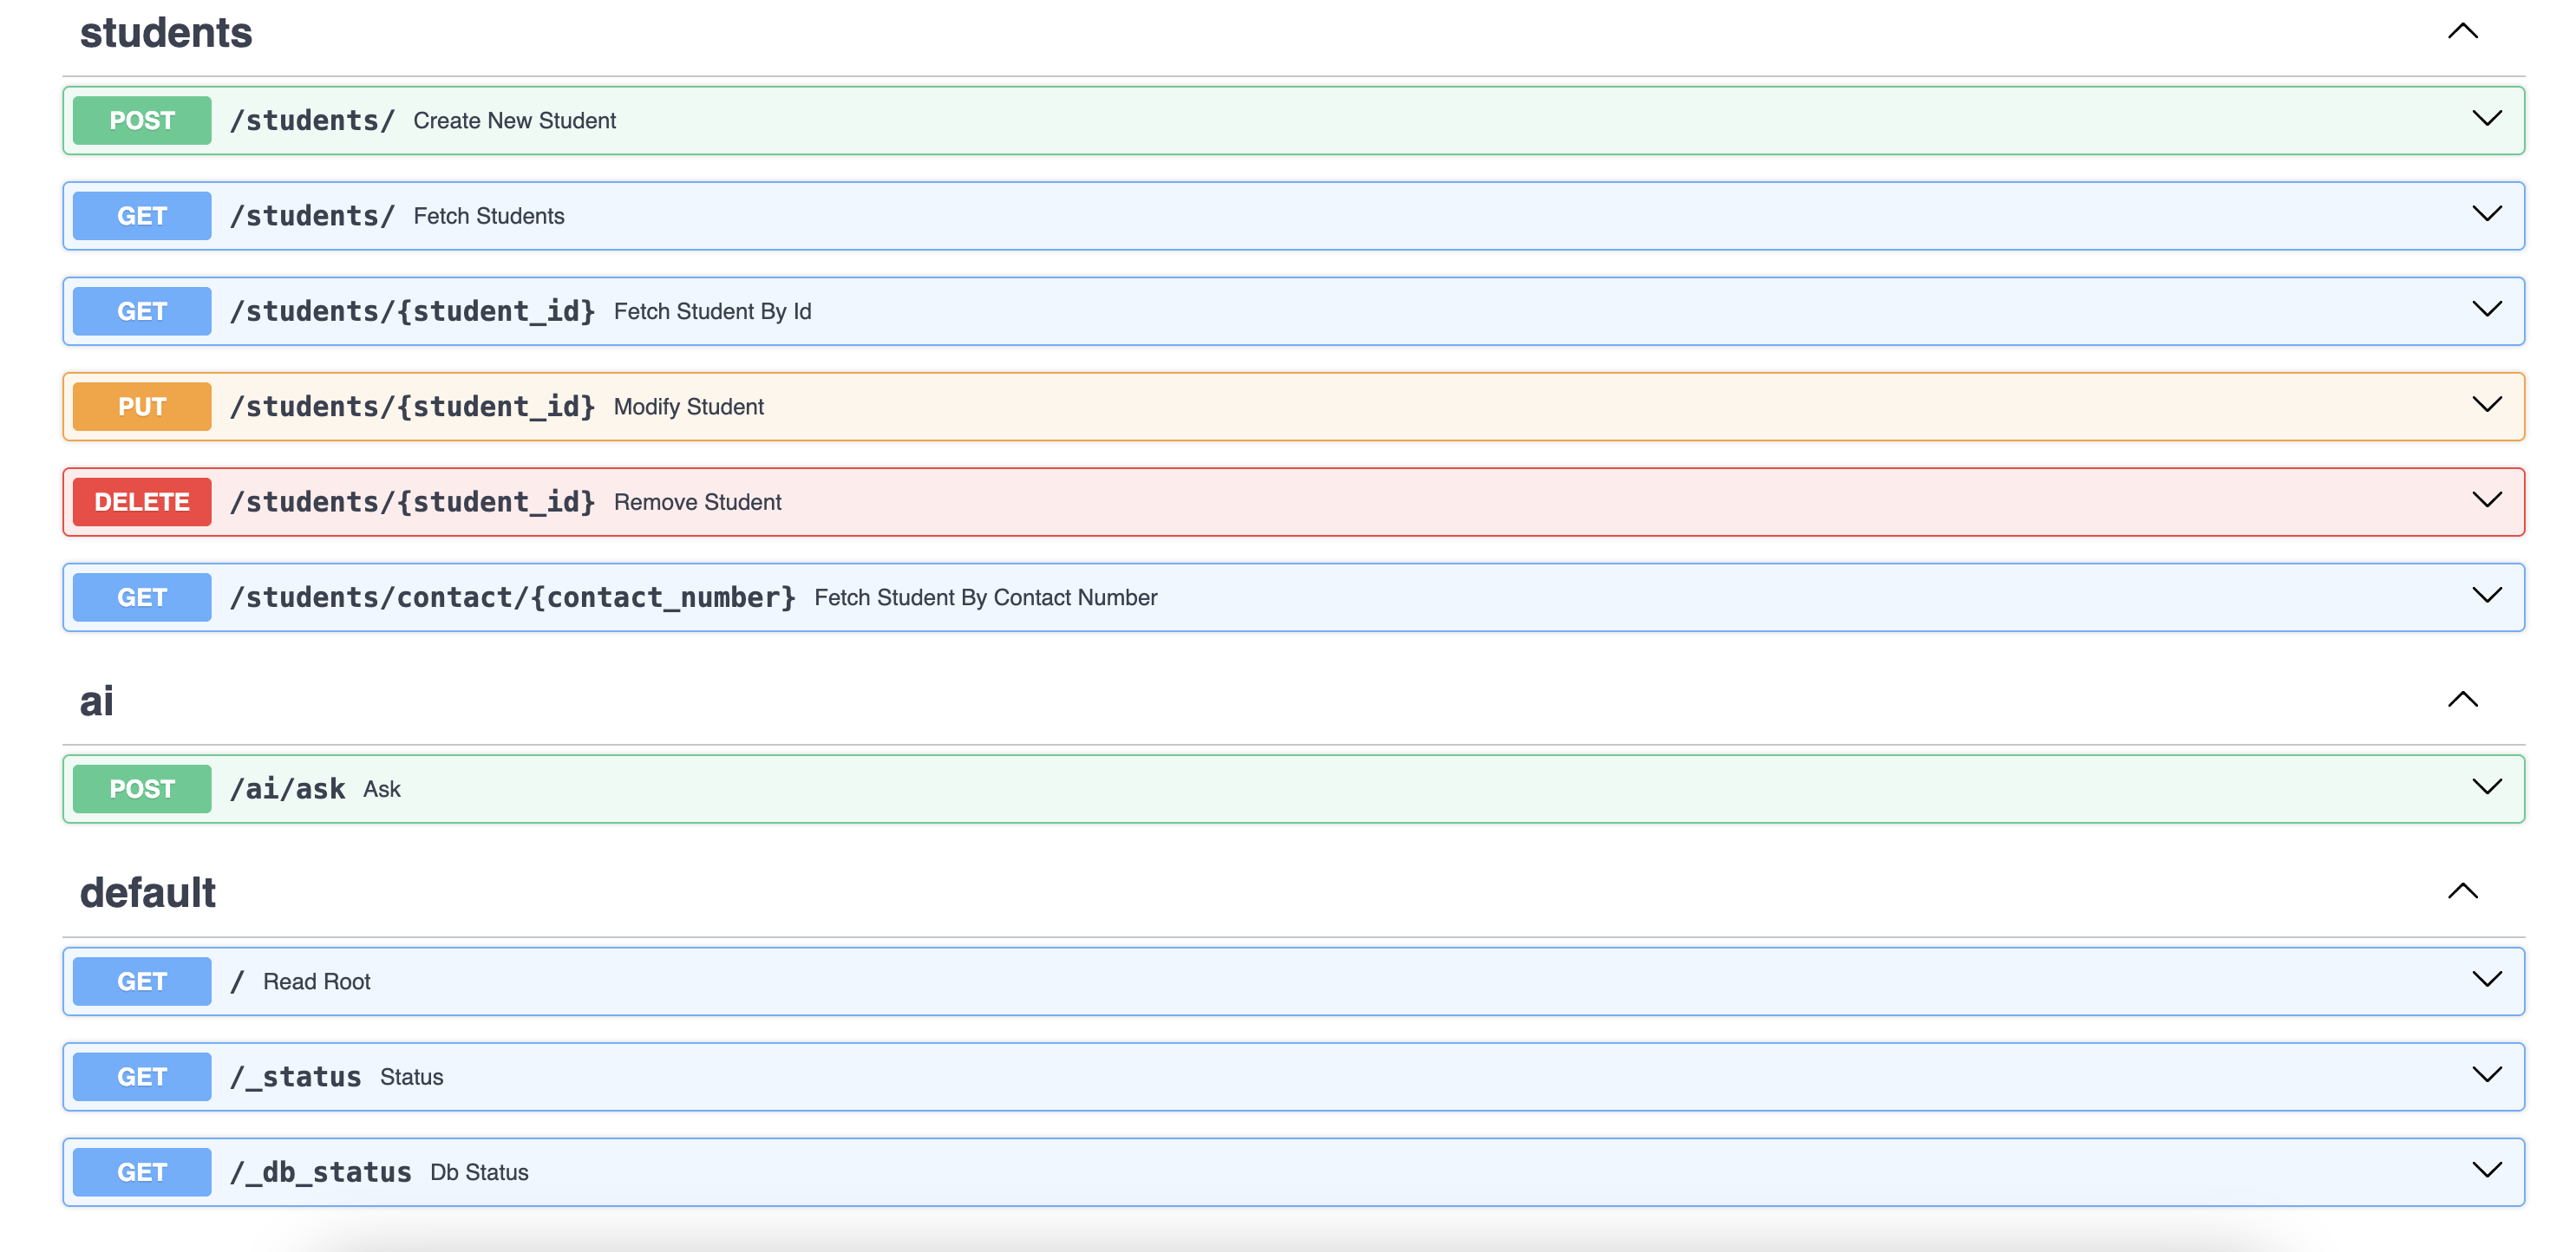 students
POST /students/ Create New Student
GET /students/ Fetch Students
GET /students/{student_id} Fetch Student By Id
PUT /students/{student_id} Modify Student
DELETE /students/{student_id} Remove Student
GET /students/contact/{contact_number} Fetch Student By Contact Number
ai
POST /ai/ask Ask
default
GET / Read Root
GET /_status Status
GET /_db_status Db Status